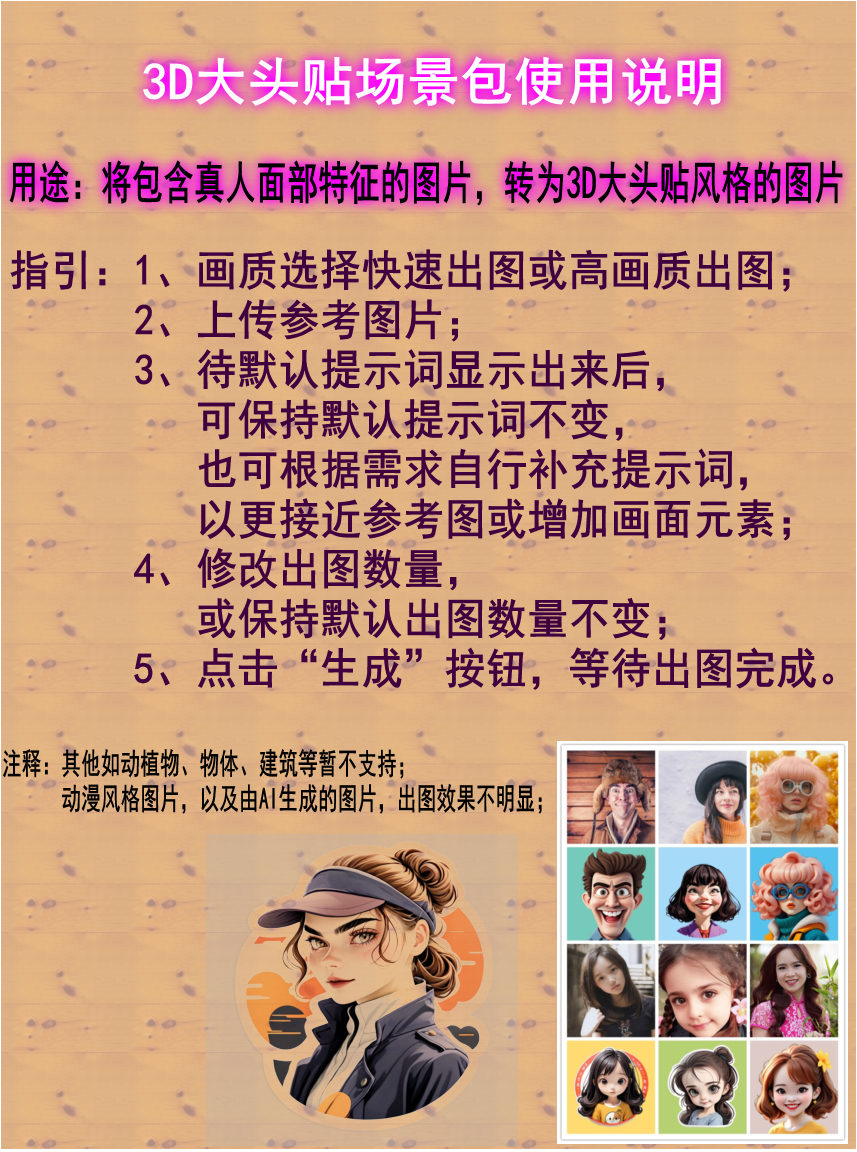 3D大头贴场景包使用说明
用途：将包含真人面部特征的图片，转为3D大头贴风格的图片
指引：1、画质选择快速出图或高画质出图；
2、上传参考图片；
3、待默认提示词显示出来后，
可保持默认提示词不变，
也可根据需求自行补充提示词，
以更接近参考图或增加画面元素；
4、修改出图数量，
或保持默认出图数量不变；
5、点击“生成”按钮，等待出图完成。
注释：其他如动植物、物体、建筑等暂不支持；
动漫风格图片，以及由AI生成的图片，出图效果不明显；